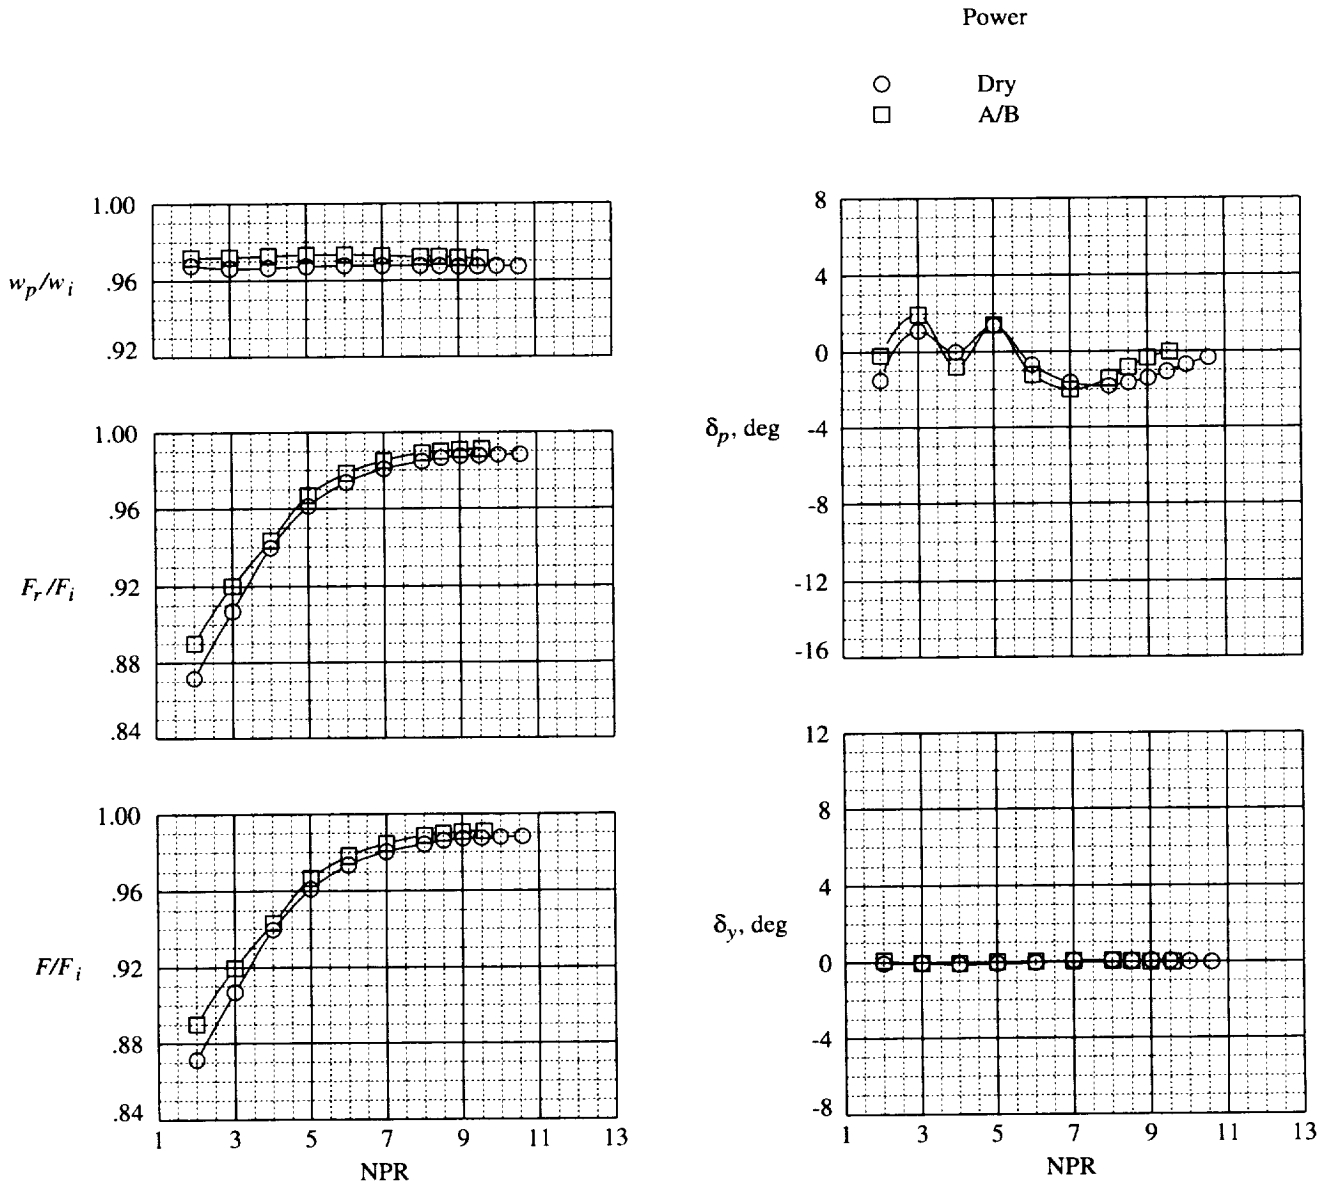 Power
Dry
A/B
1.00
.96
.92
w_p/w_i
1.00
.96
.92
.88
.84
F_r/F_i
1.00
.96
.92
.88
.84
F/F_i
1 3 5 7 9 11 13
NPR
8
4
0
-4
-8
-12
-16
δ_p, deg
12
8
4
0
-4
-8
δ_y, deg
1 3 5 7 9 11 13
NPR